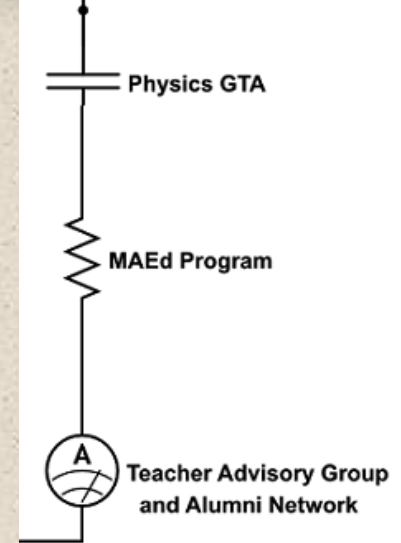 Physics GTA
MAEd Program
A
Teacher Advisory Group
and Alumni Network